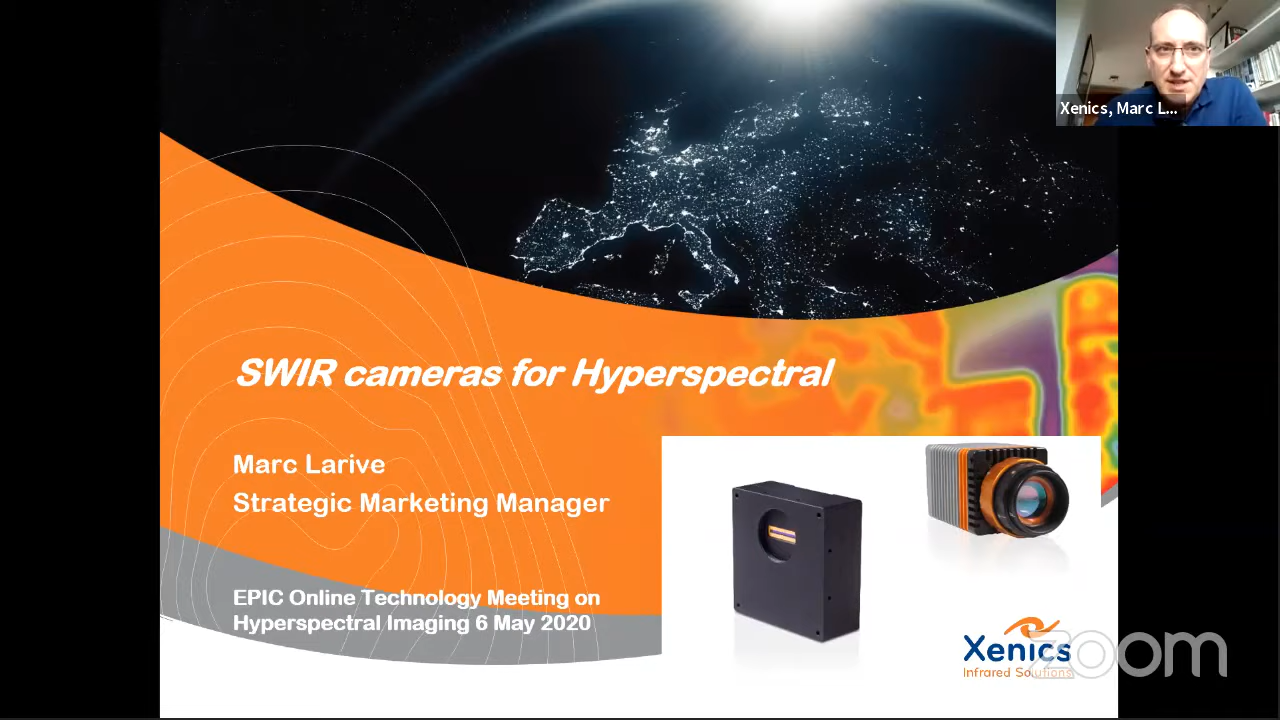 Xenics, Marc L...
SWIR cameras for Hyperspectral
Marc Larive
Strategic Marketing Manager
EPIC Online Technology Meeting on
Hyperspectral Imaging 6 May 2020
Xenics
Infrared Solutions
zoom